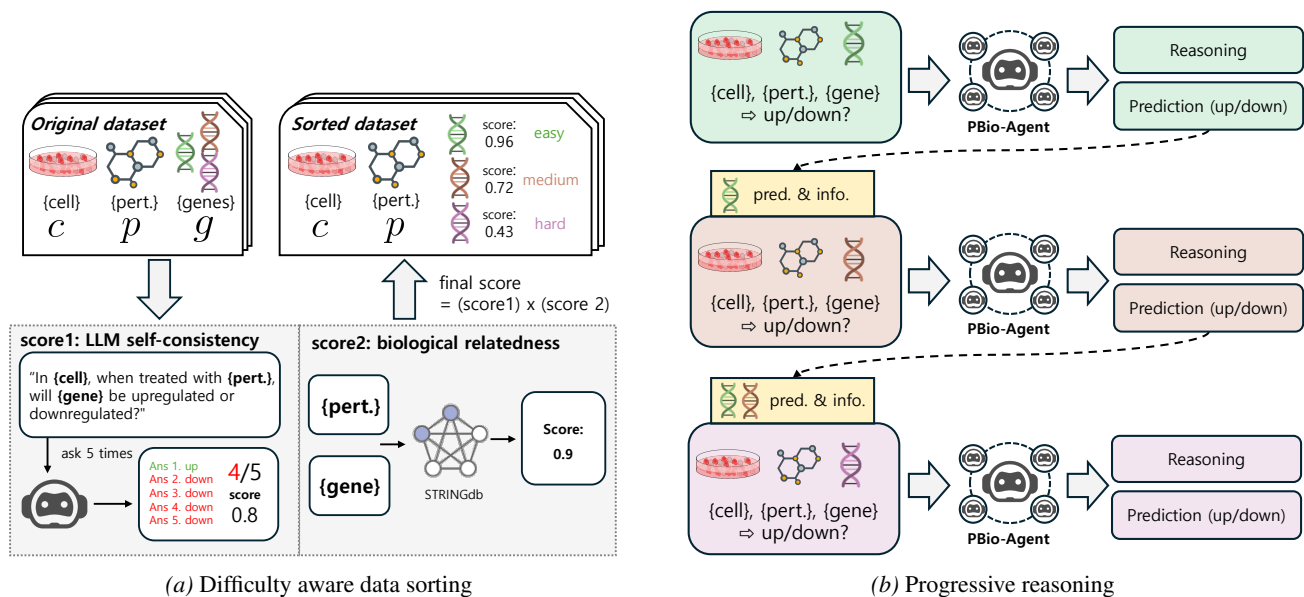 Original dataset
{cell}
{pert.}
{genes}
c
p
g
Sorted dataset
{cell}
{pert.}
c
p
score:
0.96
easy
score:
0.72
medium
score:
0.43
hard
final score
= (score1) x (score 2)
score1: LLM self-consistency
“In {cell}, when treated with {pert.},
will {gene} be upregulated or
downregulated?"
ask 5 times
Ans 1. up
Ans 2. down
Ans 3. down
Ans 4. down
Ans 5. down
4/5
score
0.8
score2: biological relatedness
{pert.}
{gene}
STRINGdb
Score:
0.9
(a) Difficulty aware data sorting
{cell}, {pert.}, {gene}
⇨ up/down?
PBio-Agent
Reasoning
Prediction (up/down)
pred. & info.
{cell}, {pert.}, {gene}
⇨ up/down?
PBio-Agent
Reasoning
Prediction (up/down)
pred. & info.
{cell}, {pert.}, {gene}
⇨ up/down?
PBio-Agent
Reasoning
Prediction (up/down)
(b) Progressive reasoning